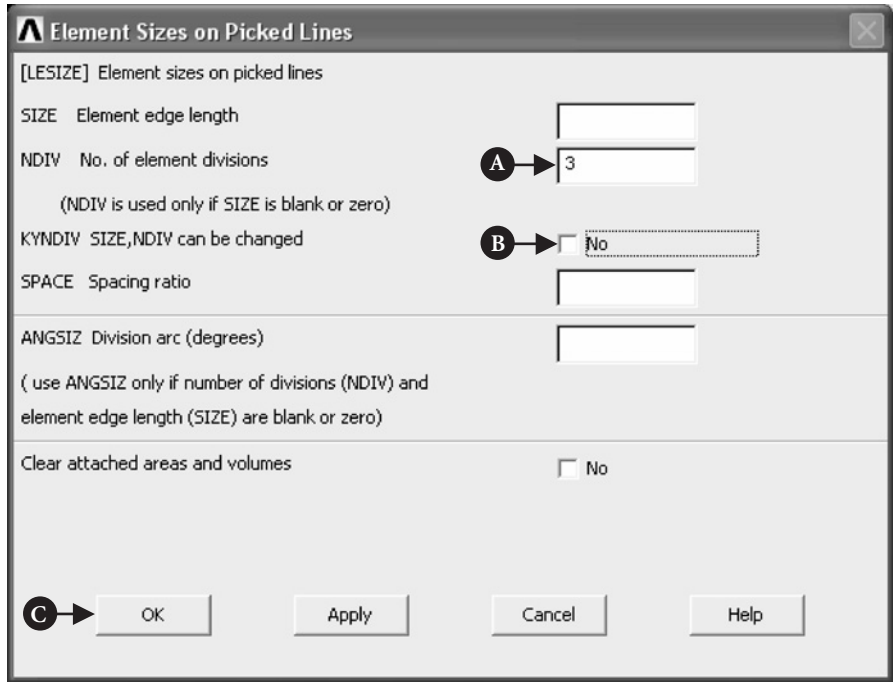 Element Sizes on Picked Lines
[LESIZE] Element sizes on picked lines
SIZE Element edge length
NDIV No. of element divisions A 3
(NDIV is used only if SIZE is blank or zero)
KYNDIV SIZE,NDIV can be changed B No
SPACE Spacing ratio
ANGSIZ Division arc (degrees)
( use ANGSIZ only if number of divisions (NDIV) and
element edge length (SIZE) are blank or zero)
Clear attached areas and volumes No
C OK Apply Cancel Help